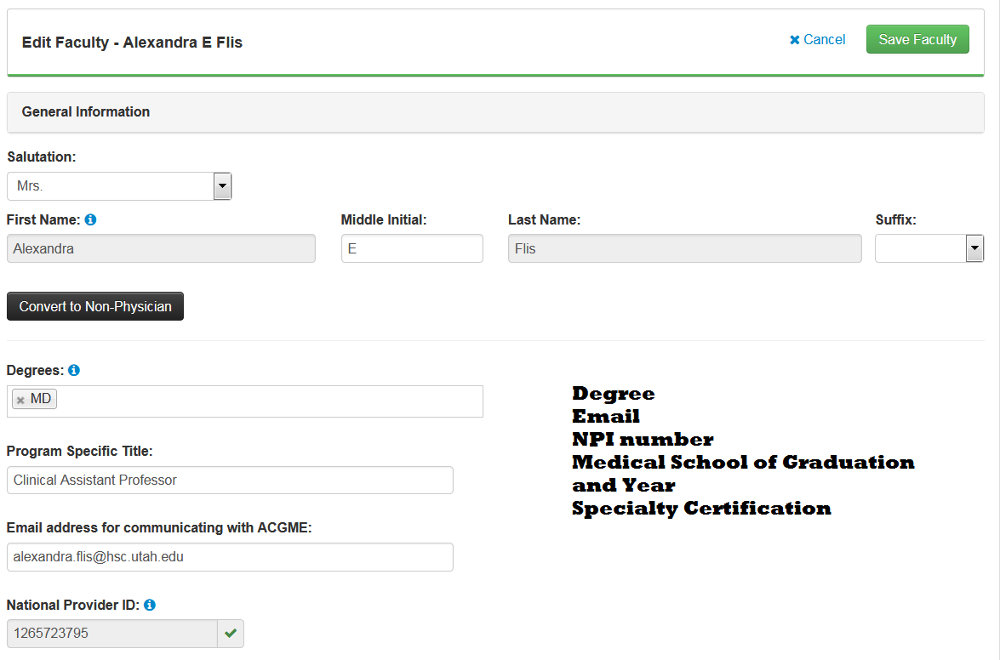 Edit Faculty - Alexandra E Flis
Cancel
Save Faculty
General Information
Salutation:
Mrs.
First Name:
Middle Initial:
Last Name:
Suffix:
Alexandra
E
Flis
Convert to Non-Physician
Degrees:
MD
Program Specific Title:
Clinical Assistant Professor
Email address for communicating with ACGME:
alexandra.flis@hsc.utah.edu
National Provider ID:
1265723795
Degree
Email
NPI number
Medical School of Graduation
and Year
Specialty Certification